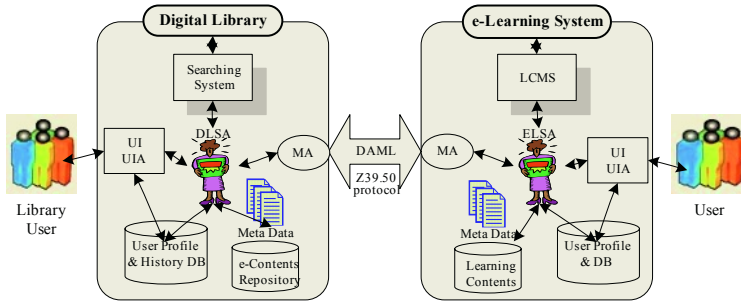 Digital Library
e-Learning System
Searching
System
LCMS
DLSA
ELSA
UI
UIA
MA
DAML
Z39.50
protocol
MA
UI
UIA
Library
User
User
Meta Data
Meta Data
User Profile
& History DB
e-Contents
Repository
Learning
Contents
User Profile
& DB